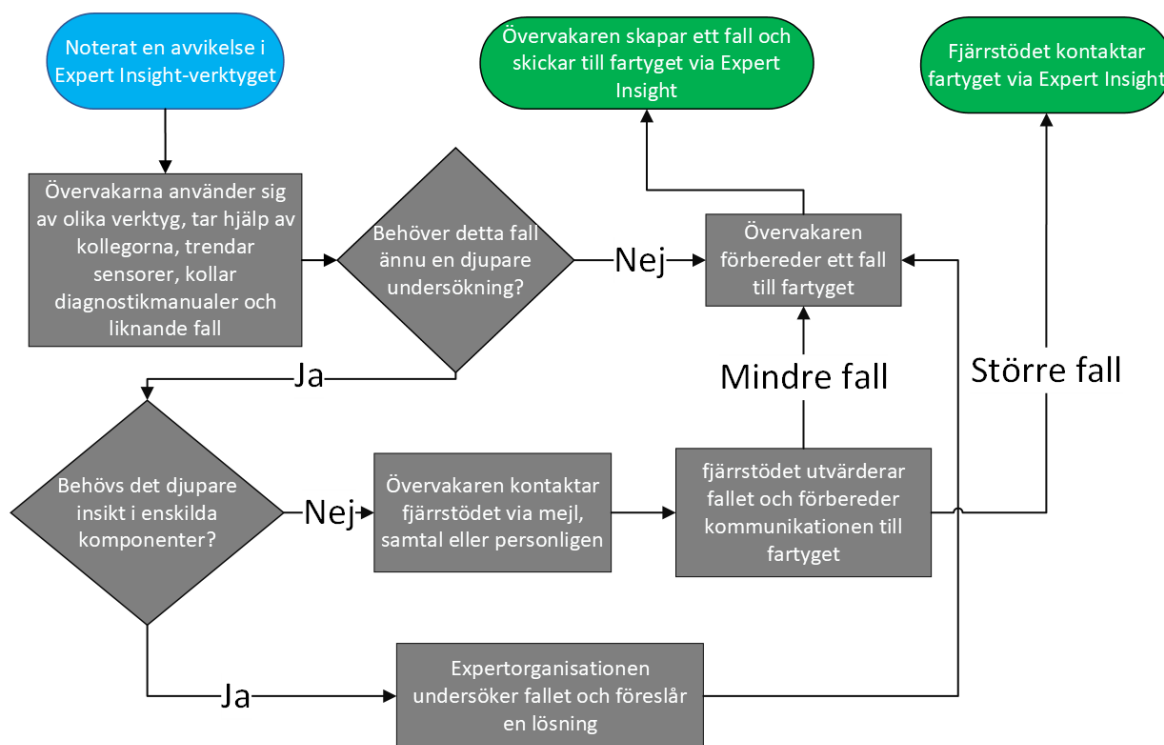 Noterat en avvikelse i
Expert Insight-verktyget
Övervakaren skapar ett fall och
skickar till fartyget via Expert
Insight
Fjärrstödet kontaktar
fartyget via Expert Insight
Övervakarna använder sig
av olika verktyg, tar hjälp av
kollegorna, trendar
sensorer, kollar
diagnostikmanualer och
liknande fall
Behöver detta fall
ännu en djupare
undersökning?
Nej
Övervakaren
förbereder ett fall
till fartyget
Ja
Mindre fall
Större fall
Behövs det djupare
insikt i enskilda
komponenter?
Nej
Övervakaren kontaktar
fjärrstödet via mejl,
samtal eller personligen
fjärrstödet utvärderar
fallet och förbereder
kommunikationen till
fartyget
Ja
Expertorganisationen
undersöker fallet och föreslår
en lösning